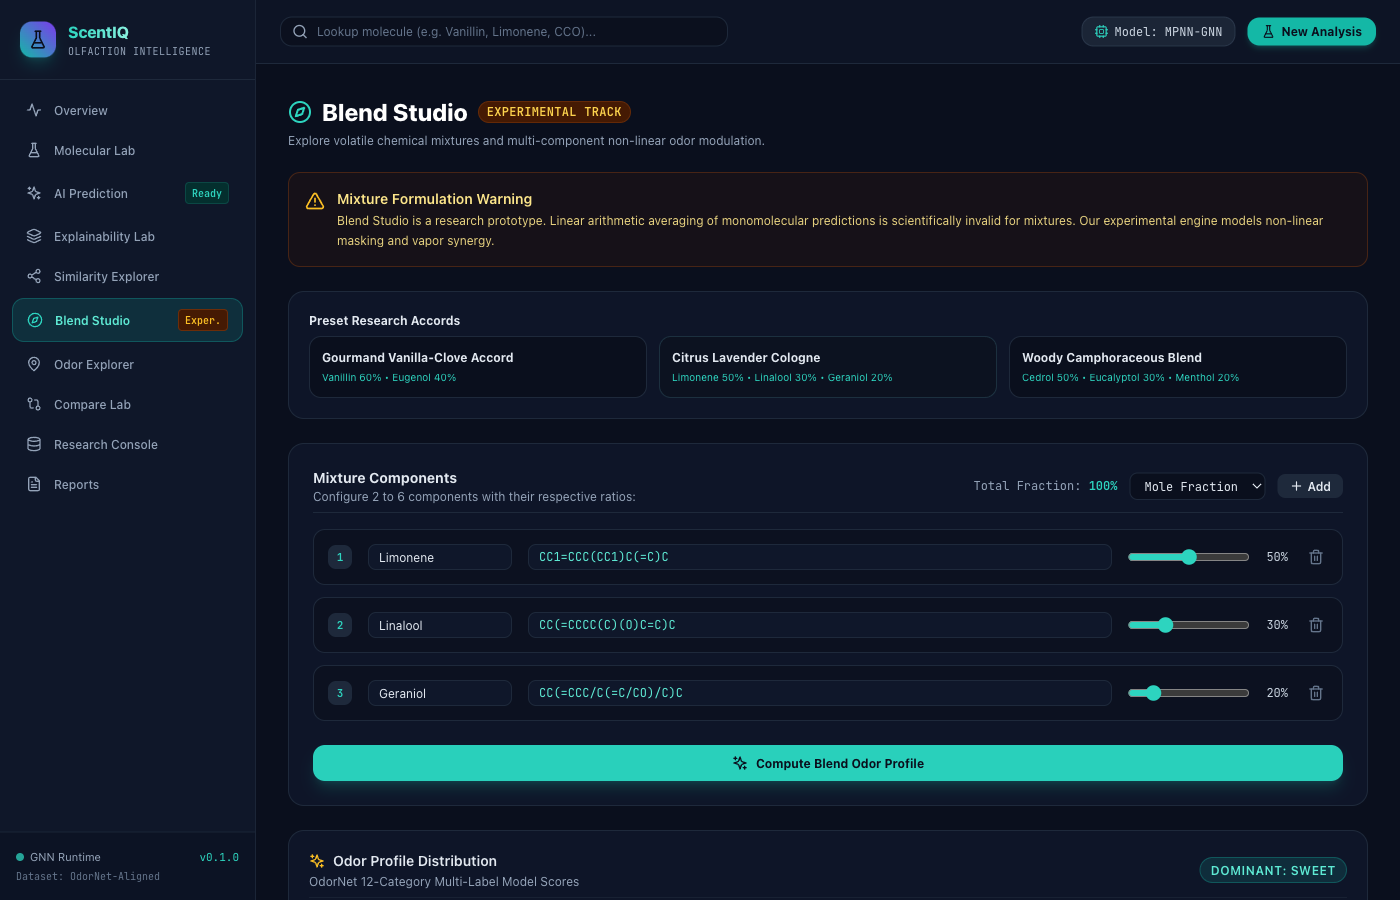 ScentIQ
OLFACTION INTELLIGENCE
Overview
Molecular Lab
AI Prediction
Ready
Explainability Lab
Similarity Explorer
Blend Studio
Exper.
Odor Explorer
Compare Lab
Research Console
Reports
GNN Runtime
v0.1.0
Dataset: OdorNet-Aligned
Lookup molecule (e.g. Vanillin, Limonene, CCO)...
Model: MPNN-GNN
New Analysis
Blend Studio
EXPERIMENTAL TRACK
Explore volatile chemical mixtures and multi-component non-linear odor modulation.
Mixture Formulation Warning
Blend Studio is a research prototype. Linear arithmetic averaging of monomolecular predictions is scientifically invalid for mixtures. Our experimental engine models non-linear
masking and vapor synergy.
Preset Research Accords
Gourmand Vanilla-Clove Accord
Vanillin 60% • Eugenol 40%
Citrus Lavender Cologne
Limonene 50% • Linalool 30% • Geraniol 20%
Woody Camphoraceous Blend
Cedrol 50% • Eucalyptol 30% • Menthol 20%
Mixture Components
Configure 2 to 6 components with their respective ratios:
Total Fraction: 100%
Mole Fraction
Add
1
Limonene
CC1=CCC(CC1)C(=C)C
50%
2
Linalool
CC(=CCCC(C)(O)C=C)C
30%
3
Geraniol
CC(=CCC/C(=C/CO)/C)C
20%
Compute Blend Odor Profile
Odor Profile Distribution
OdorNet 12-Category Multi-Label Model Scores
DOMINANT: SWEET